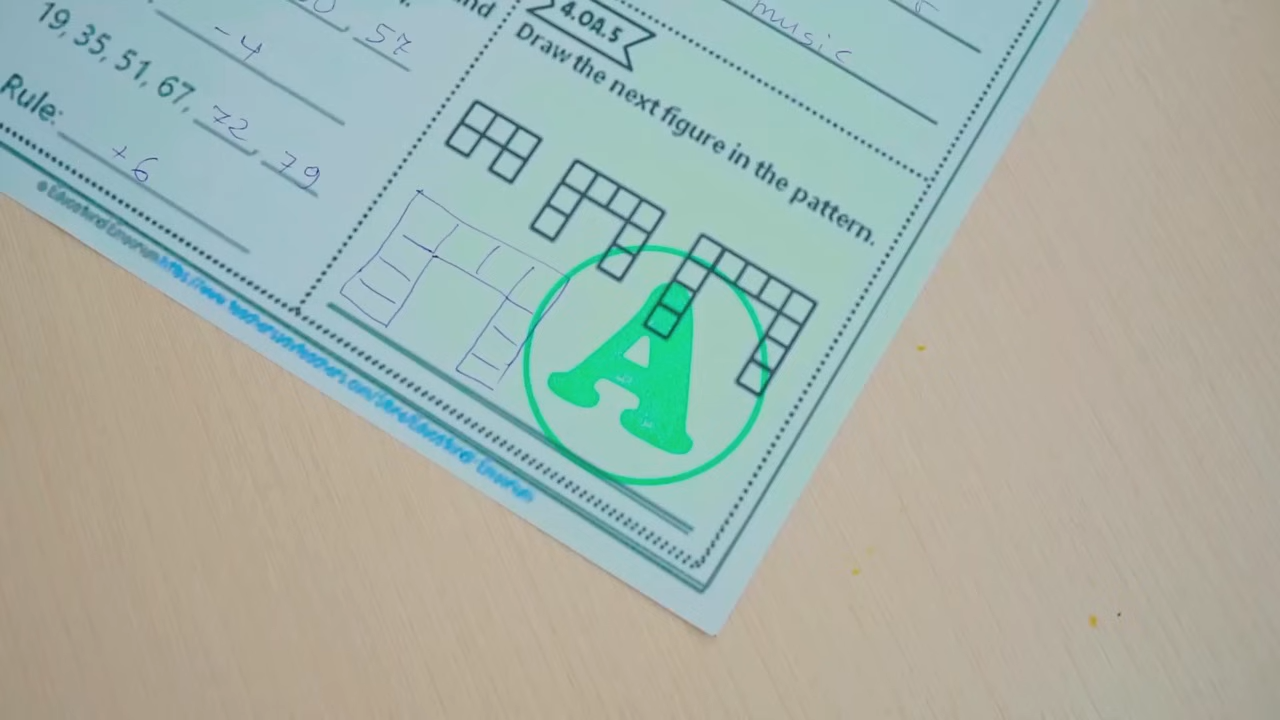 57
-4
19, 35, 51, 67, 72, 79
Rule: +6
music
4.OA.5
Draw the next figure in the pattern.
A